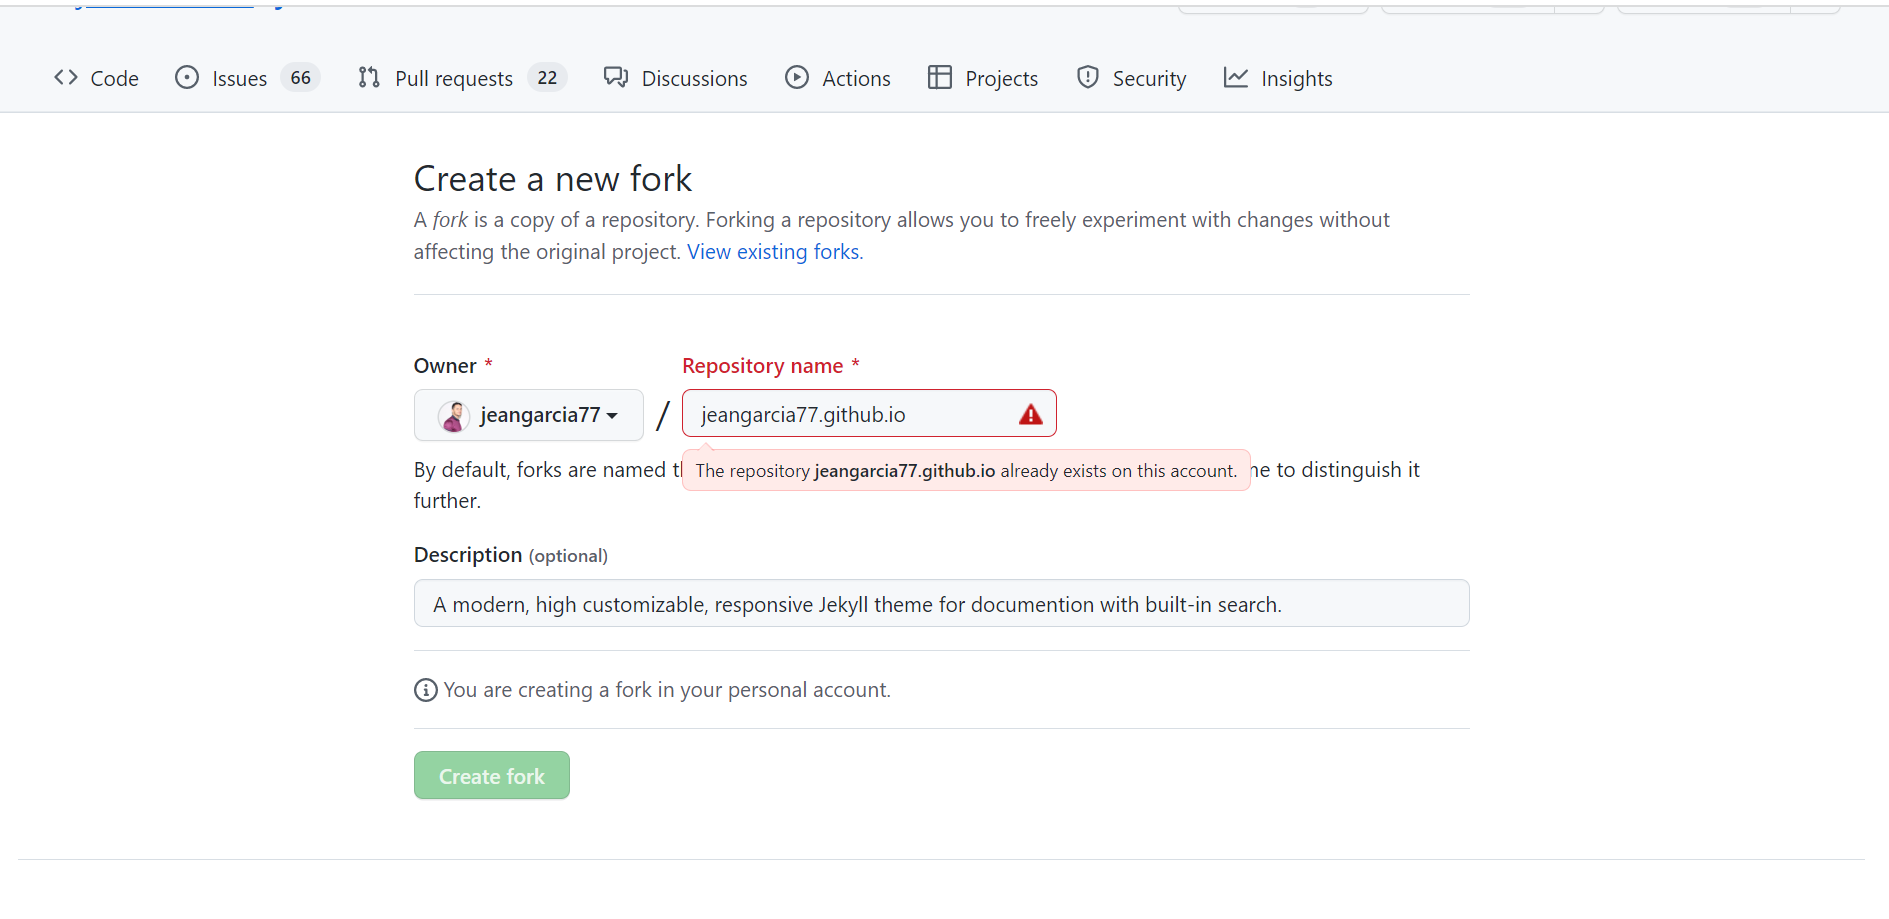 Code Issues 66 Pull requests 22 Discussions Actions Projects Security Insights
Create a new fork
A fork is a copy of a repository. Forking a repository allows you to freely experiment with changes without
affecting the original project. View existing forks.
Owner * Repository name *
jeangarcia77 / jeangarcia77.github.io
The repository jeangarcia77.github.io already exists on this account.
By default, forks are named to distinguish it
further.
Description (optional)
A modern, high customizable, responsive Jekyll theme for documention with built-in search.
You are creating a fork in your personal account.
Create fork